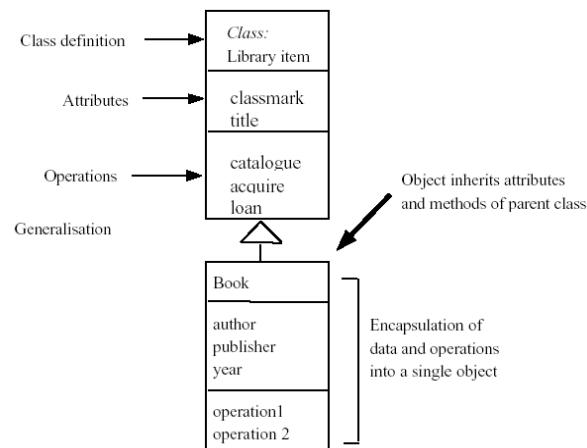 Class definition
Class:
Library item
Attributes
classmark
title
Operations
catalogue
acquire
loan
Object inherits attributes
and methods of parent class
Generalisation
Book
author
publisher
year
Encapsulation of
data and operations
into a single object
operation1
operation 2